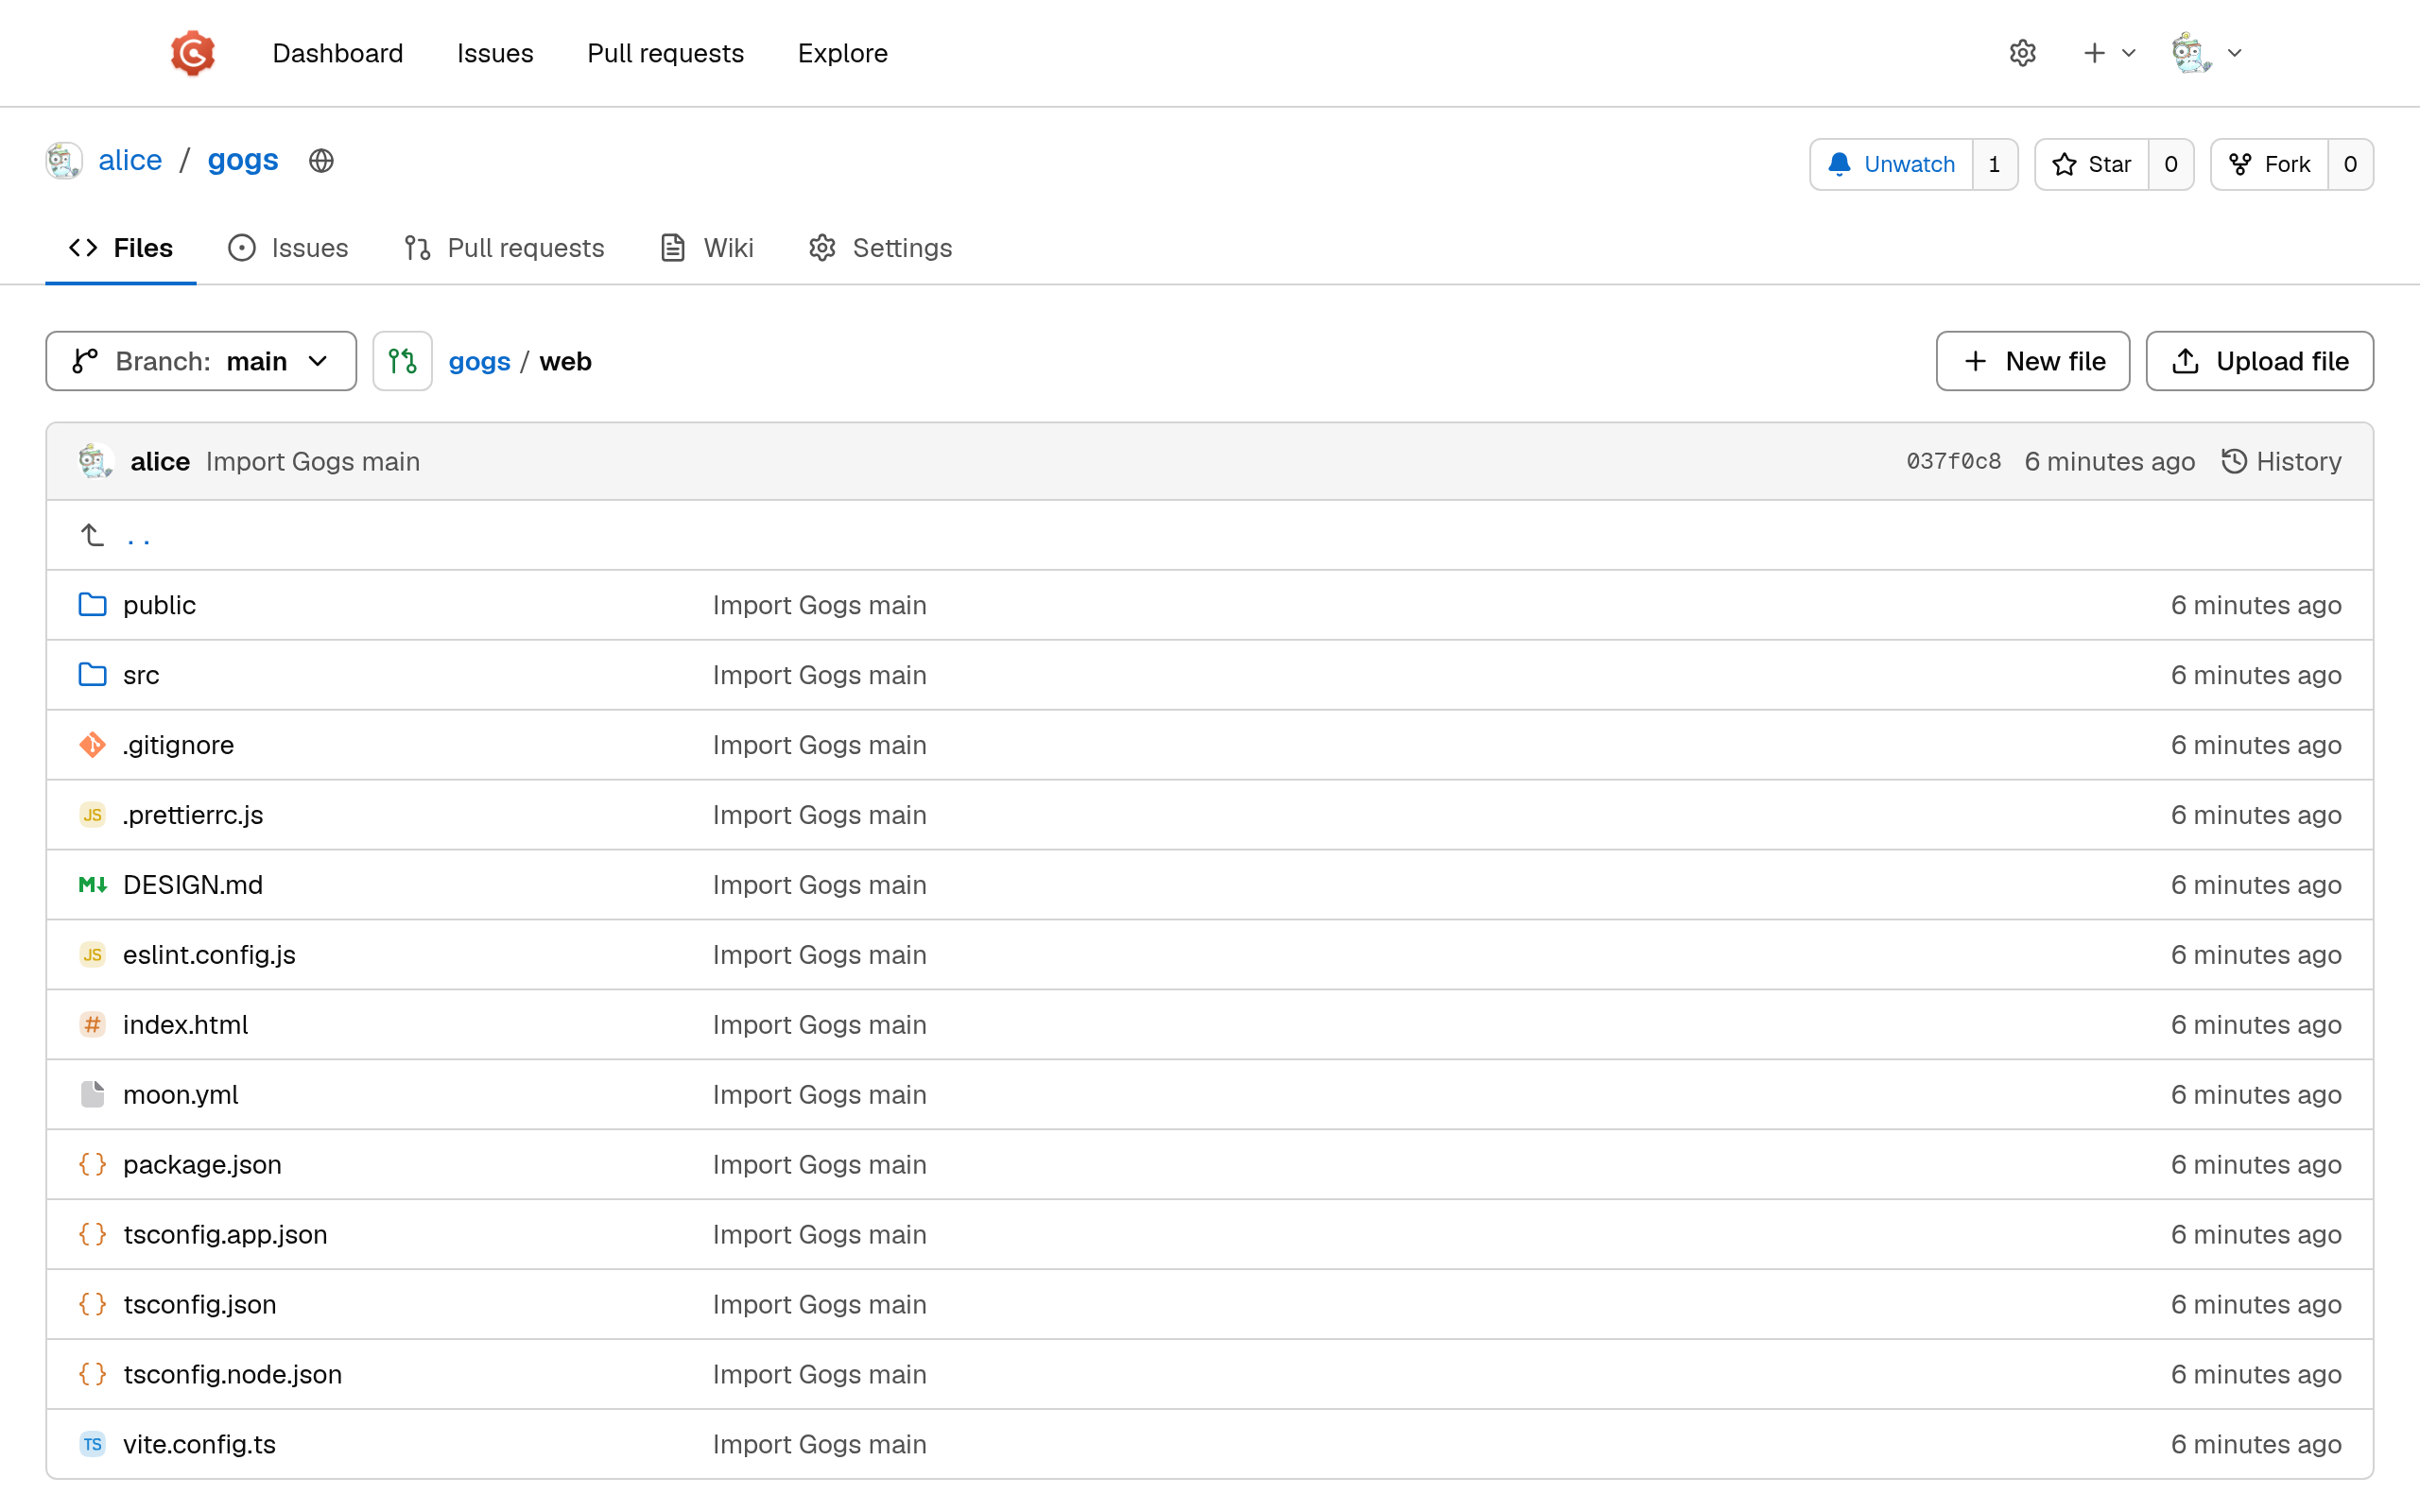 Dashboard Issues Pull requests Explore
alice / gogs
Unwatch 1 Star 0 Fork 0
Files Issues Pull requests Wiki Settings
Branch: main gogs / web New file Upload file
alice Import Gogs main 037f0c8 6 minutes ago History
..
public Import Gogs main 6 minutes ago
src Import Gogs main 6 minutes ago
.gitignore Import Gogs main 6 minutes ago
JS .prettierrc.js Import Gogs main 6 minutes ago
M DESIGN.md Import Gogs main 6 minutes ago
JS eslint.config.js Import Gogs main 6 minutes ago
# index.html Import Gogs main 6 minutes ago
moon.yml Import Gogs main 6 minutes ago
{} package.json Import Gogs main 6 minutes ago
{} tsconfig.app.json Import Gogs main 6 minutes ago
{} tsconfig.json Import Gogs main 6 minutes ago
{} tsconfig.node.json Import Gogs main 6 minutes ago
TS vite.config.ts Import Gogs main 6 minutes ago